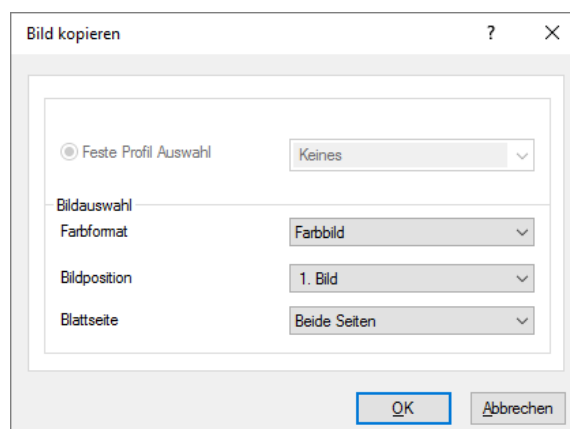 Bild kopieren ?
Feste Profil Auswahl Keines
Bildauswahl
Farbformat Farbbild
Bildposition 1. Bild
Blattseite Beide Seiten
OK Abbrechen